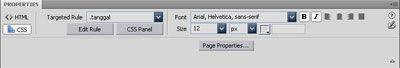 PROPERTIES
<> HTML Targeted Rule .tanggal Font Arial, Helvetica, sans-serif B I
CSS Edit Rule CSS Panel Size 12 px
Page Properties...